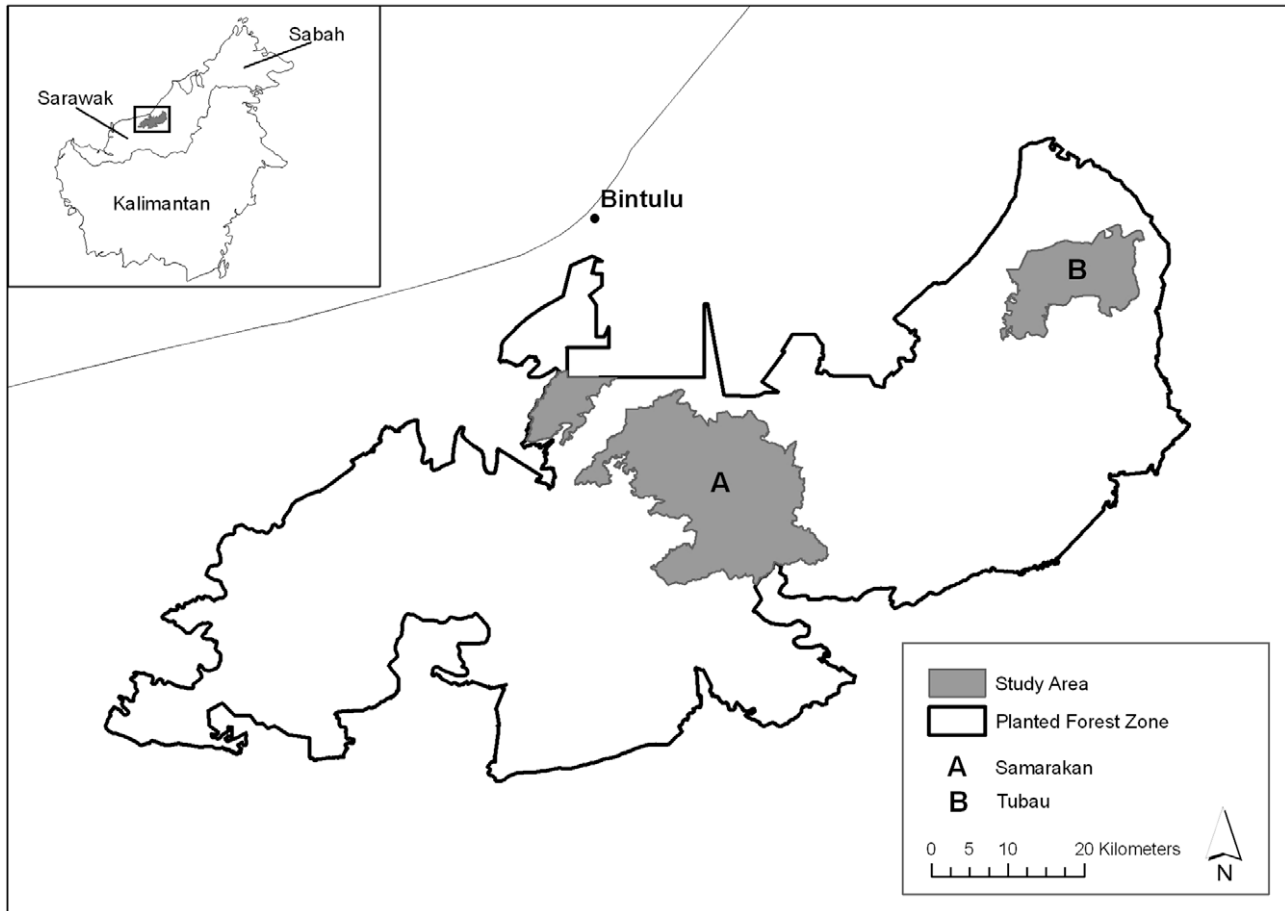 Sabah
Sarawak
Kalimantan
Bintulu
B
A
Study Area
Planted Forest Zone
A Samarakan
B Tubau
0 5 10 20 Kilometers
N